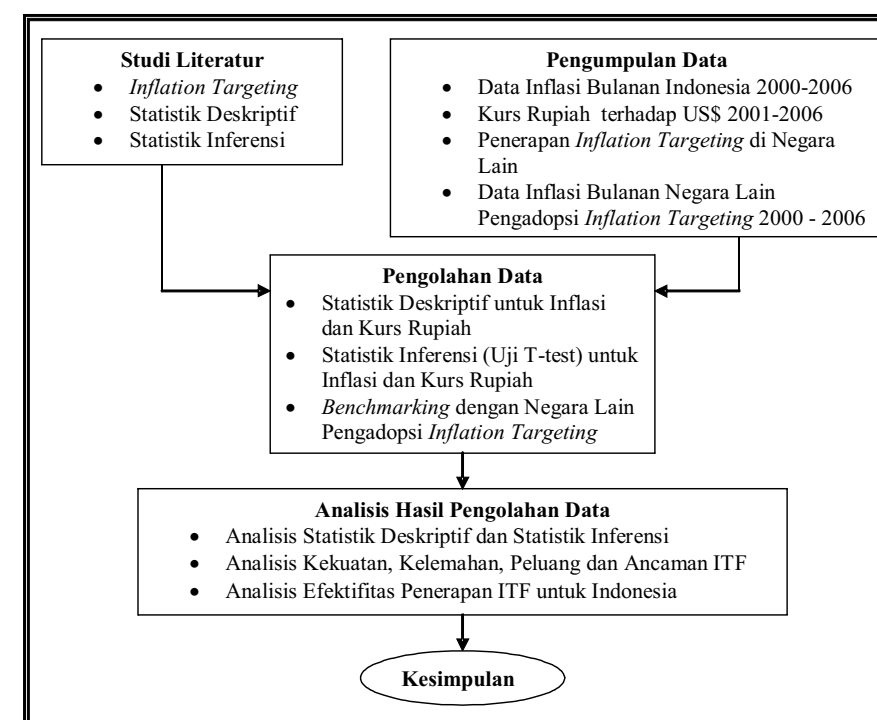 Studi Literatur
• Inflation Targeting
• Statistik Deskriptif
• Statistik Inferensi
Pengumpulan Data
• Data Inflasi Bulanan Indonesia 2000-2006
• Kurs Rupiah terhadap US$ 2001-2006
• Penerapan Inflation Targeting di Negara
Lain
• Data Inflasi Bulanan Negara Lain
Pengadopsi Inflation Targeting 2000 - 2006
Pengolahan Data
• Statistik Deskriptif untuk Inflasi
dan Kurs Rupiah
• Statistik Inferensi (Uji T-test) untuk
Inflasi dan Kurs Rupiah
• Benchmarking dengan Negara Lain
Pengadopsi Inflation Targeting
Analisis Hasil Pengolahan Data
• Analisis Statistik Deskriptif dan Statistik Inferensi
• Analisis Kekuatan, Kelemahan, Peluang dan Ancaman ITF
• Analisis Efektifitas Penerapan ITF untuk Indonesia
Kesimpulan